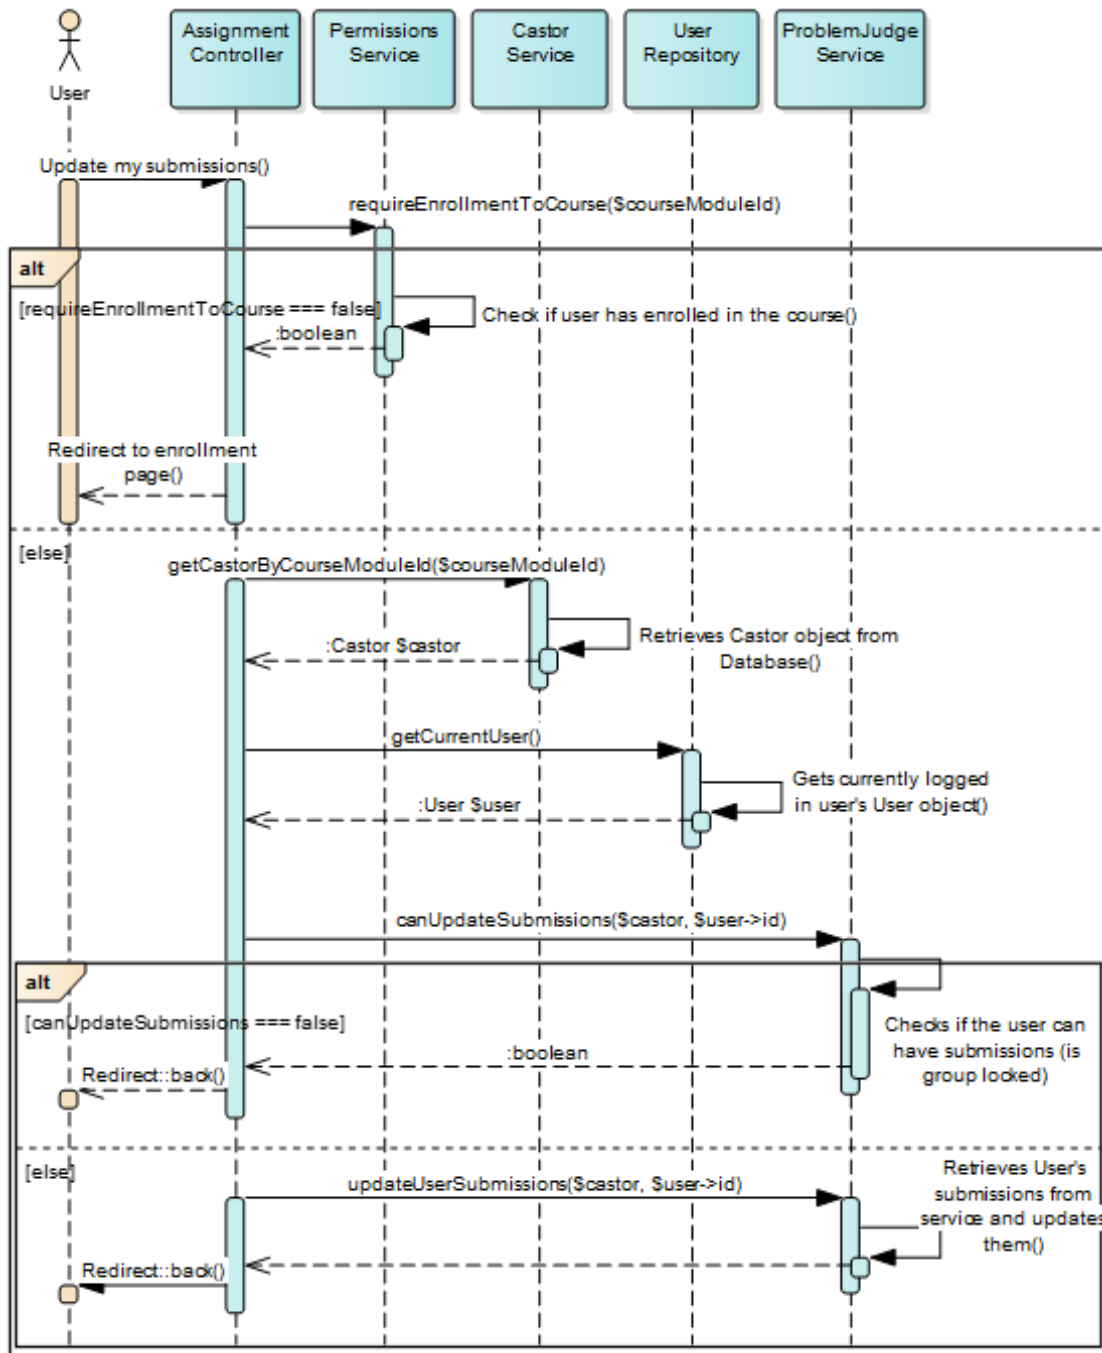 Assignment
Controller
Permissions
Service
Castor
Service
User
Repository
ProblemJudge
Service
User
Update my submissions()
requireEnrollmentToCourse($courseModuleId)
alt
[requireEnrollmentToCourse === false]
Check if user has enrolled in the course()
:boolean
Redirect to enrollment
page()
[else]
getCastorByCourseModuleId($courseModuleId)
Retrieves Castor object from
Database()
:Castor $castor
getCurrentUser()
Gets currently logged
in user's User object()
:User $user
canUpdateSubmissions($castor, $user->id)
alt
[canUpdateSubmissions === false]
Checks if the user can
have submissions (is
group locked)
:boolean
Redirect::back()
[else]
updateUserSubmissions($castor, $user->id)
Retrieves User's
submissions from
service and updates
them()
Redirect::back()